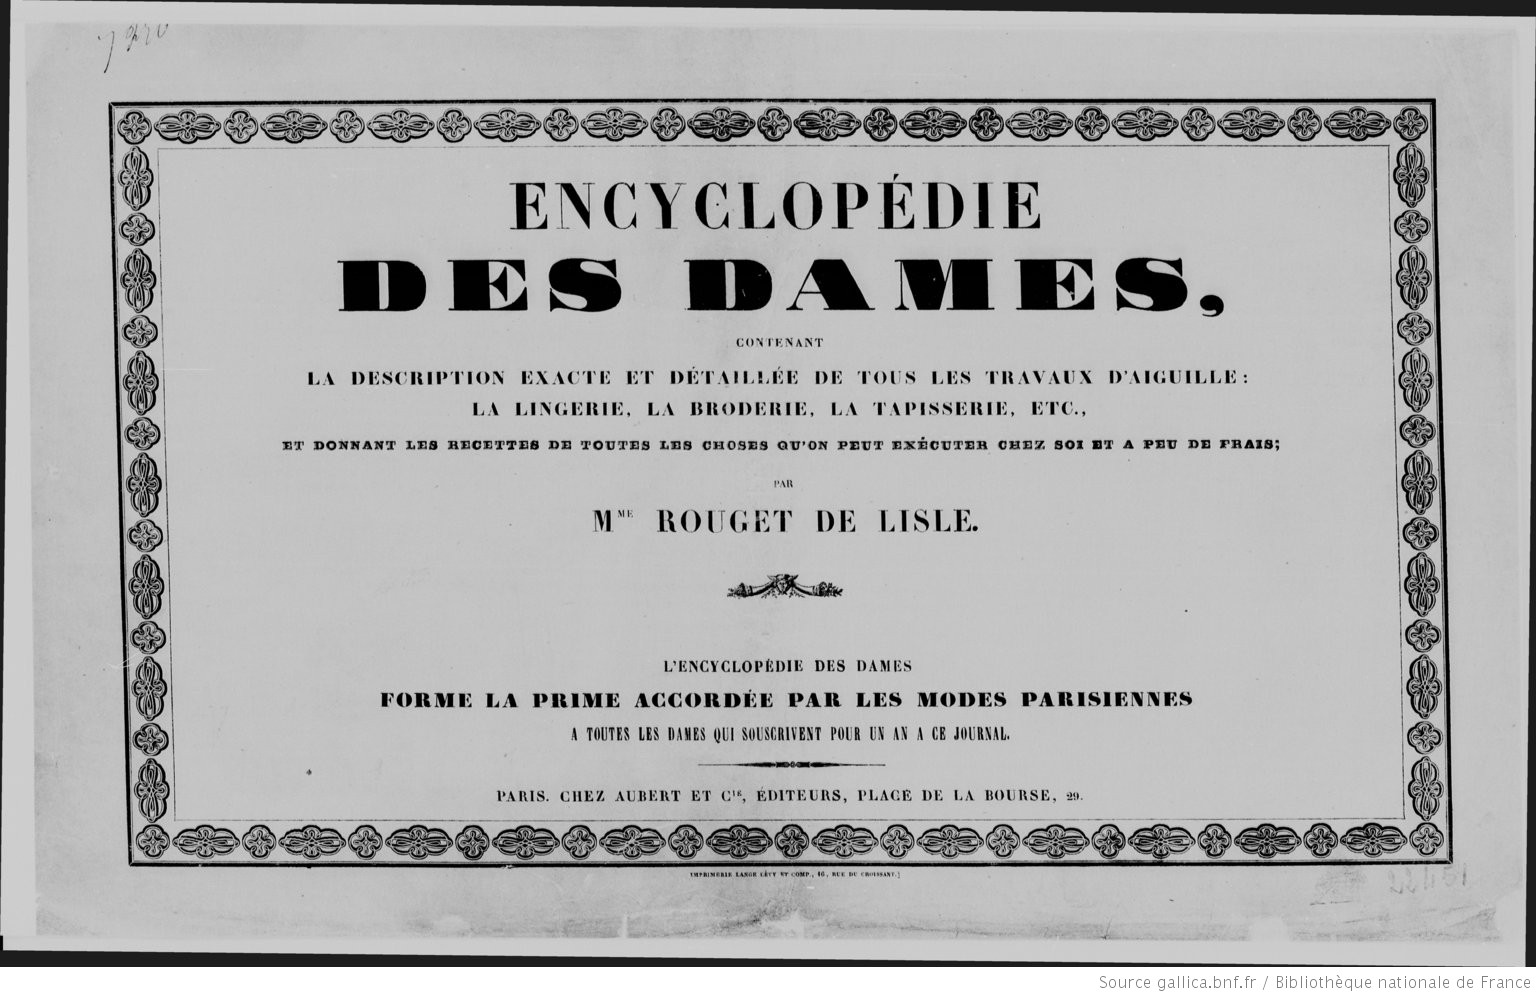 ENCYCLOPÉDIE
DES DAMES,
CONTENANT
LA DESCRIPTION EXACTE ET DÉTAILLÉE DE TOUS LES TRAVAUX D'AIGUILLE:
LA LINGERIE, LA BRODERIE, LA TAPISSERIE, ETC.,
ET DONNANT LES RECETTES DE TOUTES LES CHOSES QU'ON PEUT EXÉCUTER CHEZ SOI ET A PEU DE FRAIS;
PAR
MME ROUGET DE LISLE.
L'ENCYCLOPÉDIE DES DAMES
FORME LA PRIME ACCORDÉE PAR LES MODES PARISIENNES
A TOUTES LES DAMES QUI SOUSCRIVENT POUR UN AN A CE JOURNAL.
PARIS. CHEZ AUBERT ET CIE, ÉDITEURS, PLACE DE LA BOURSE, 29.
IMPRIMERIE LANGE LÉVY ET COMP., 16, RUE DU CROISSANT.]
Source gallica.bnf.fr / Bibliothèque nationale de France